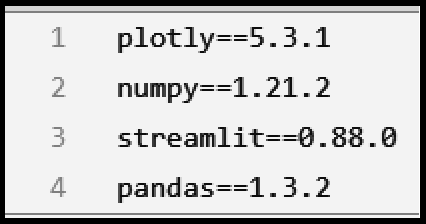 1 plotly==5.3.1
2 numpy==1.21.2
3 streamlit==0.88.0
4 pandas==1.3.2